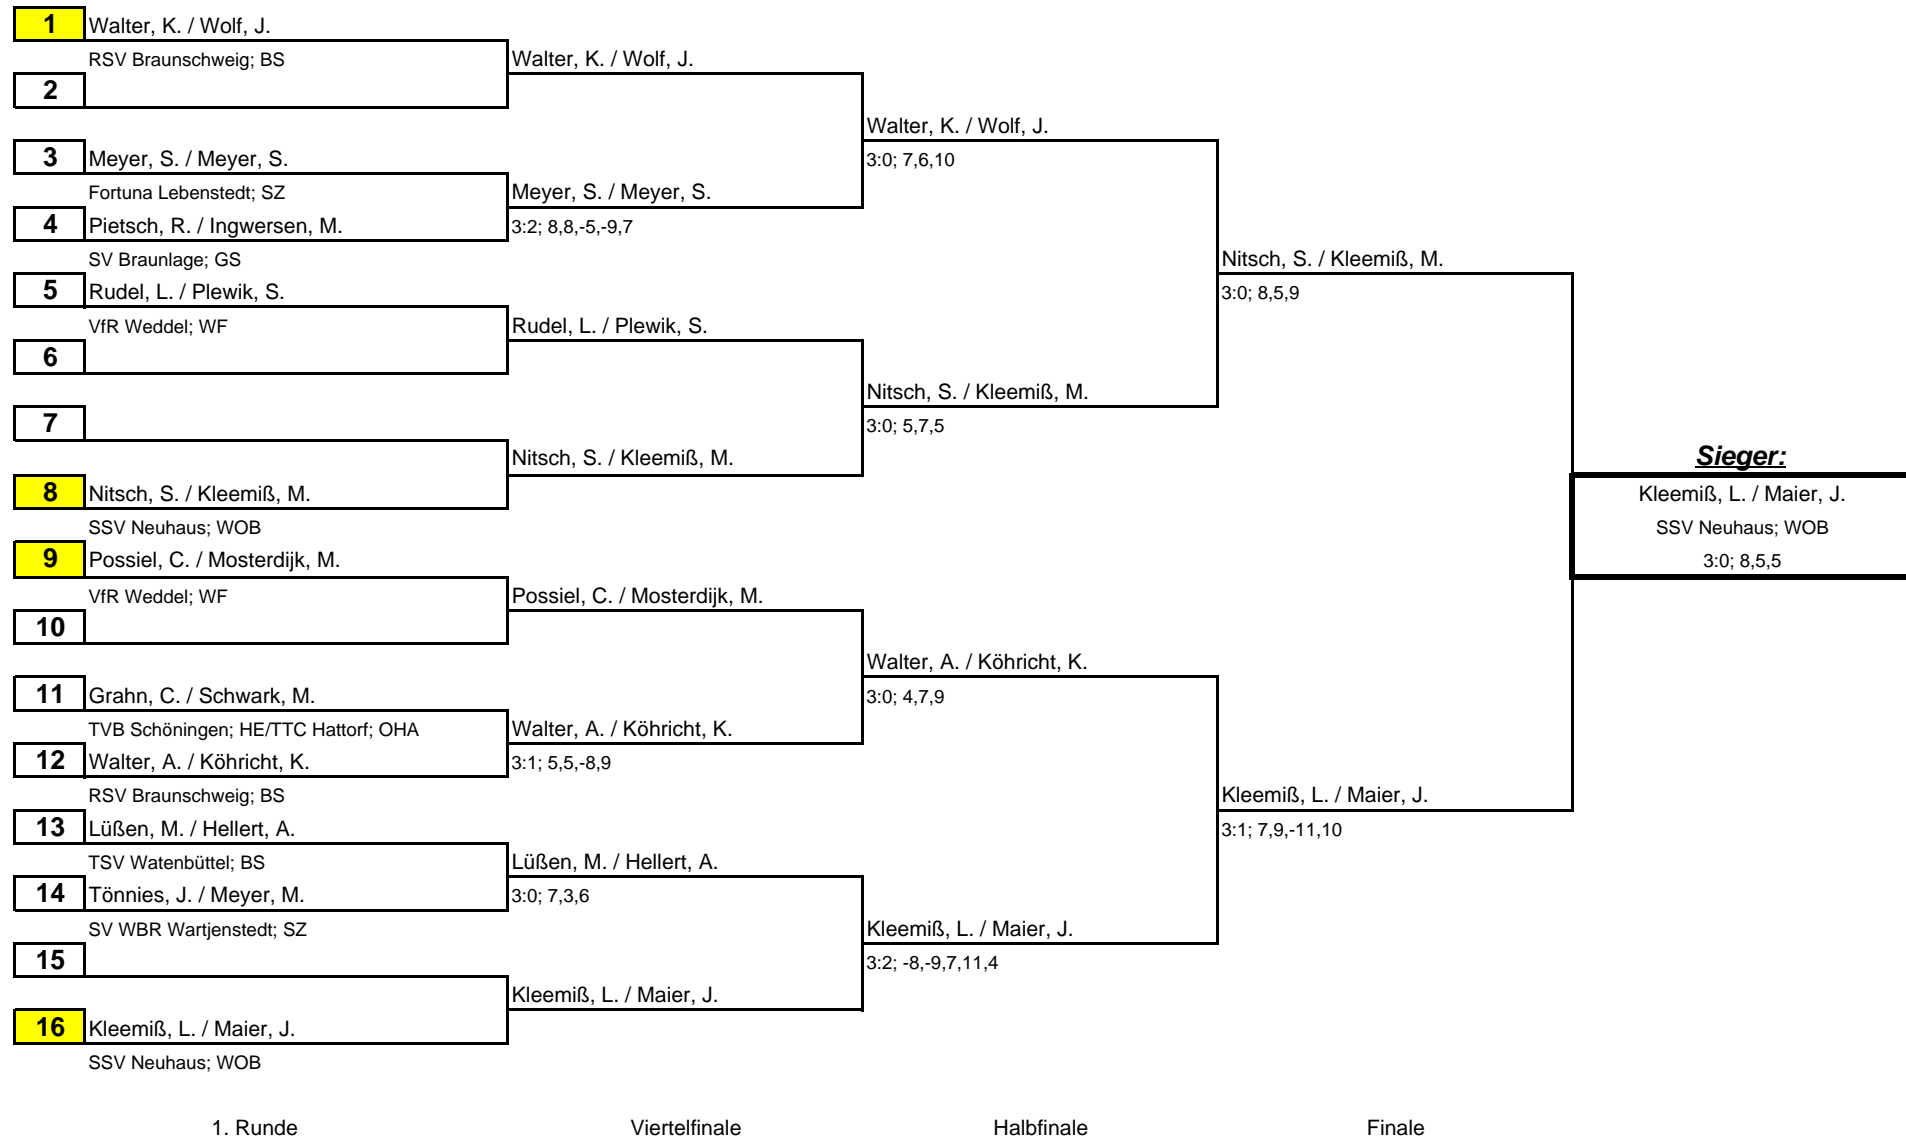 1 Walter, K. / Wolf, J.
RSV Braunschweig; BS
2
3 Meyer, S. / Meyer, S.
Fortuna Lebenstedt; SZ
4 Pietsch, R. / Ingwersen, M.
SV Braunlage; GS
5 Rudel, L. / Plewik, S.
VfR Weddel; WF
6
7
8 Nitsch, S. / Kleemiß, M.
SSV Neuhaus; WOB
9 Possiel, C. / Mosterdijk, M.
VfR Weddel; WF
10
11 Grahn, C. / Schwark, M.
TVB Schöningen; HE/TTC Hattorf; OHA
12 Walter, A. / Köhricht, K.
RSV Braunschweig; BS
13 Lüßen, M. / Hellert, A.
TSV Watenbüttel; BS
14 Tönnies, J. / Meyer, M.
SV WBR Wartjenstedt; SZ
15
16 Kleemiß, L. / Maier, J.
SSV Neuhaus; WOB
Walter, K. / Wolf, J.
Meyer, S. / Meyer, S.
3:2; 8,8,-5,-9,7
Rudel, L. / Plewik, S.
Nitsch, S. / Kleemiß, M.
Possiel, C. / Mosterdijk, M.
Walter, A. / Köhricht, K.
3:1; 5,5,-8,9
Lüßen, M. / Hellert, A.
3:0; 7,3,6
Kleemiß, L. / Maier, J.
Walter, K. / Wolf, J.
3:0; 7,6,10
Nitsch, S. / Kleemiß, M.
3:0; 5,7,5
Walter, A. / Köhricht, K.
3:0; 4,7,9
Kleemiß, L. / Maier, J.
3:2; -8,-9,7,11,4
Nitsch, S. / Kleemiß, M.
3:0; 8,5,9
Kleemiß, L. / Maier, J.
3:1; 7,9,-11,10
Sieger:
Kleemiß, L. / Maier, J.
SSV Neuhaus; WOB
3:0; 8,5,5
1. Runde Viertelfinale Halbfinale Finale